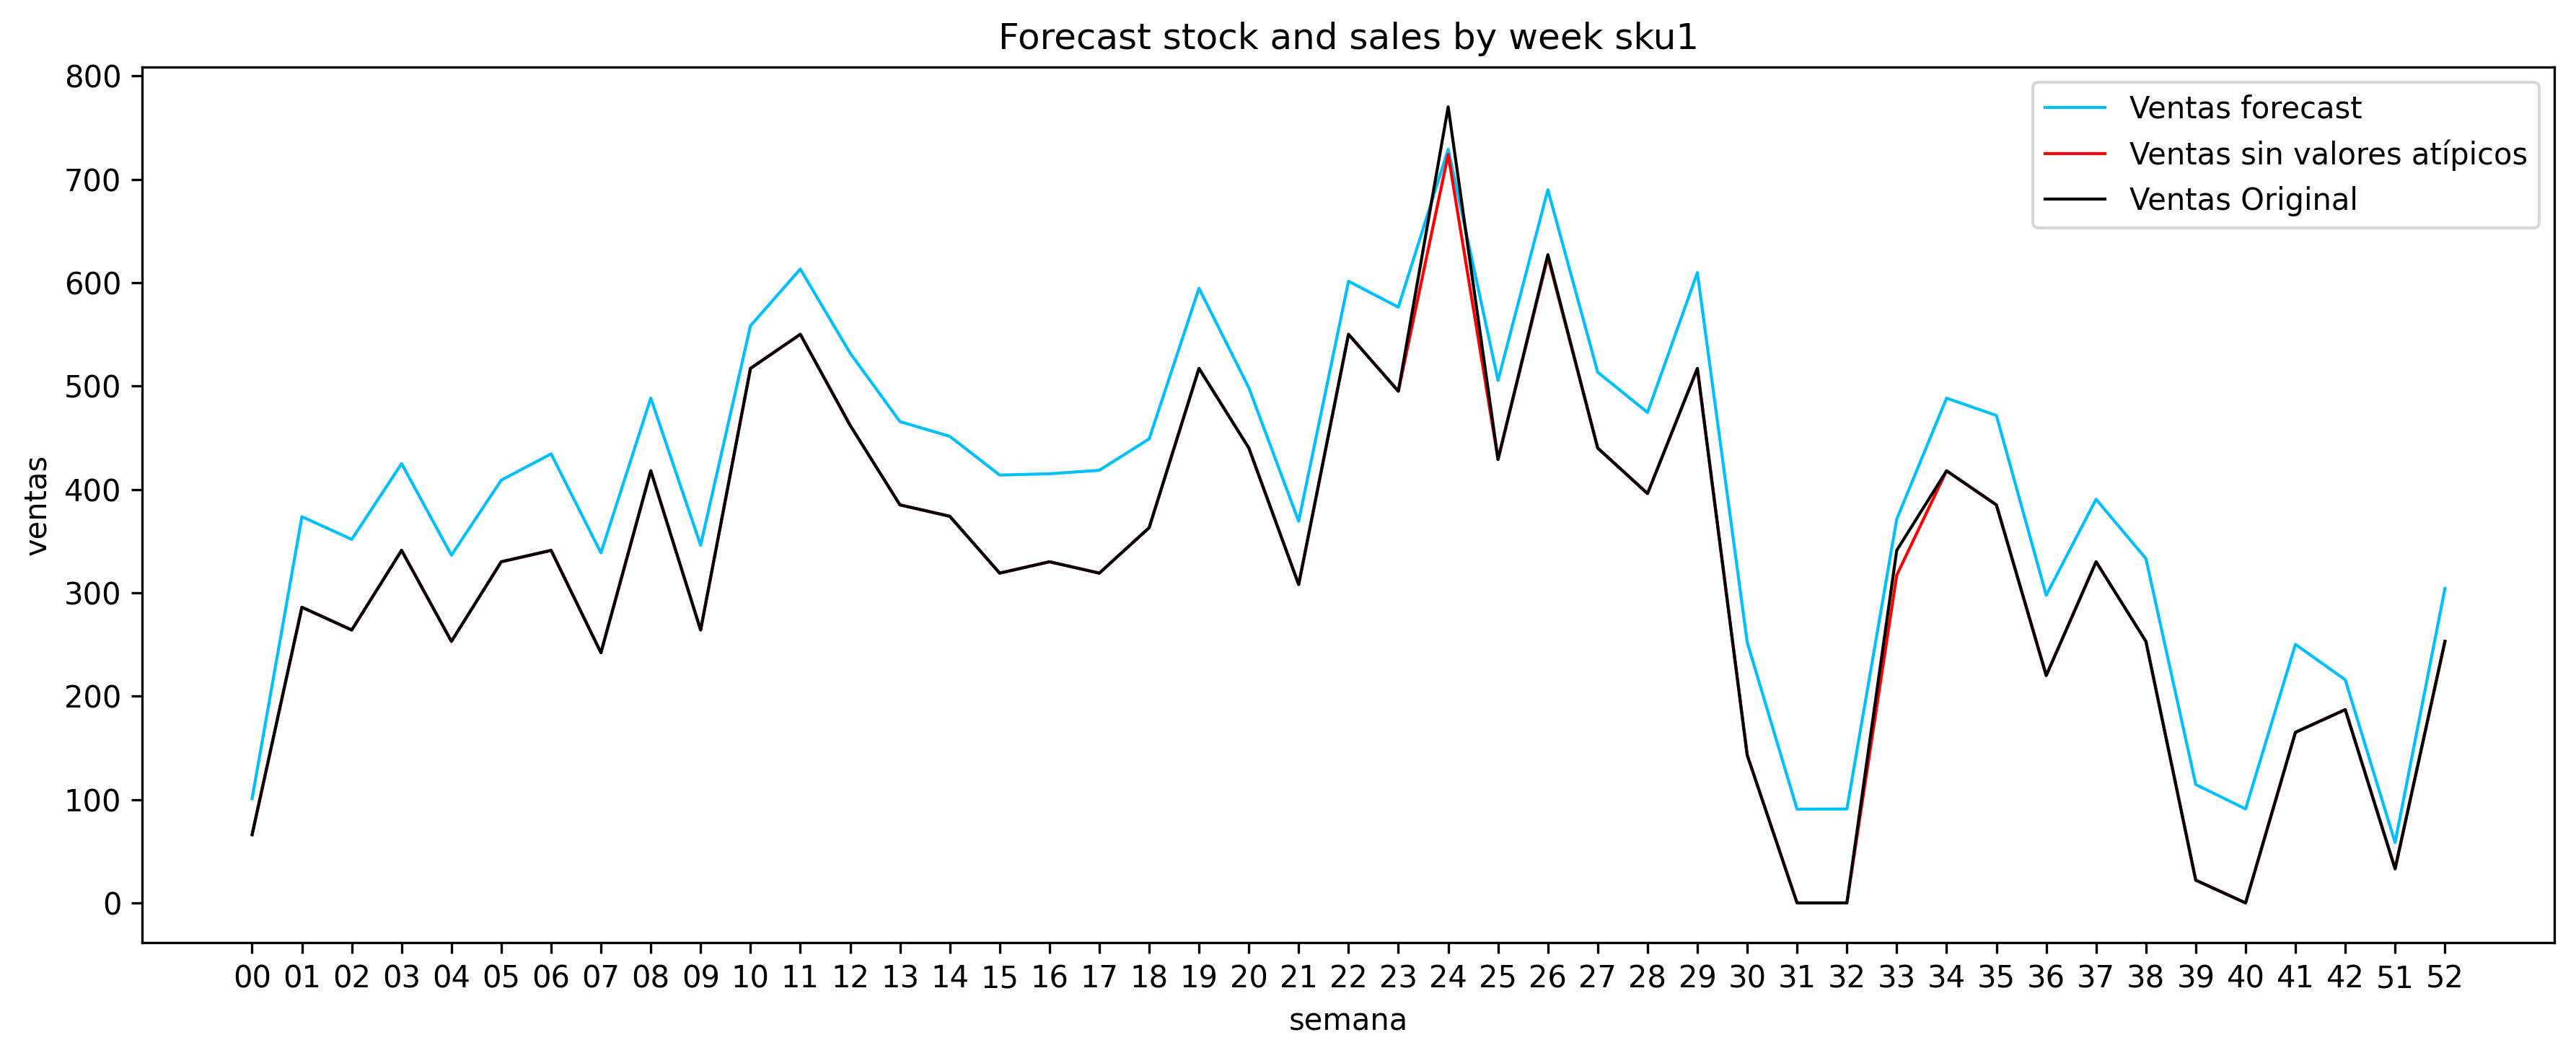 Forecast stock and sales by week sku1
Ventas forecast
Ventas sin valores atípicos
Ventas Original
800
700
600
500
400
300
200
100
0
ventas
00 01 02 03 04 05 06 07 08 09 10 11 12 13 14 15 16 17 18 19 20 21 22 23 24 25 26 27 28 29 30 31 32 33 34 35 36 37 38 39 40 41 42 51 52
semana